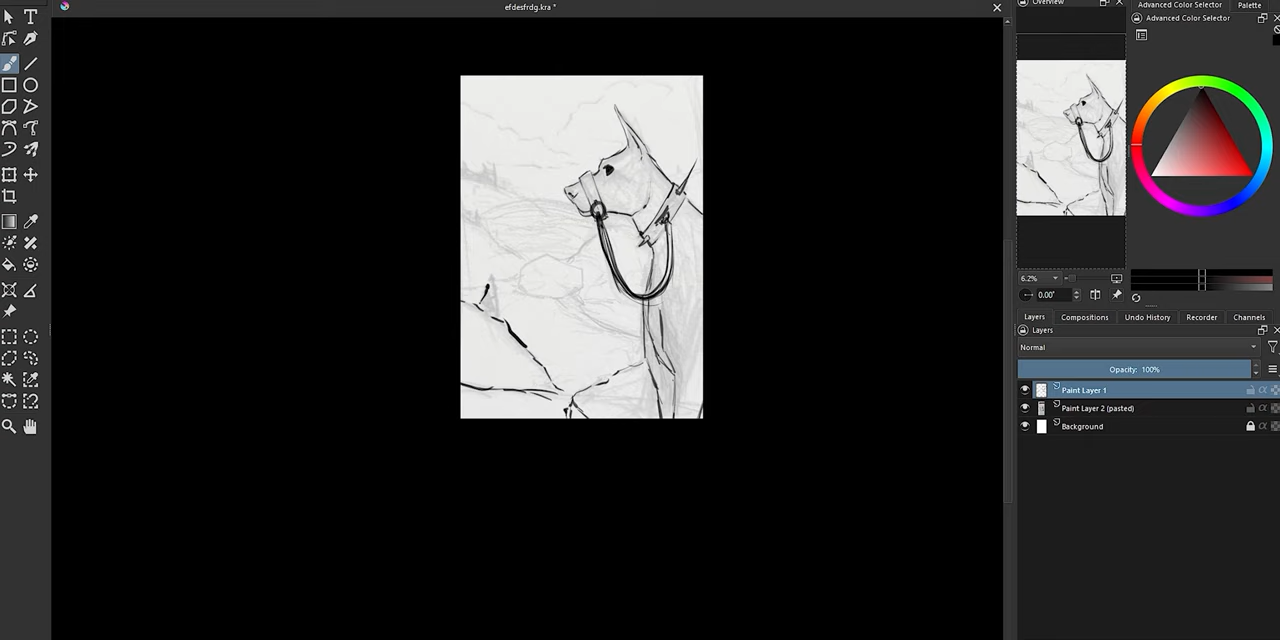 efdesfrdg.kra *
Overview
Advanced Color Selector
Palette
Advanced Color Selector
6.2%
0.00°
Layers
Compositions
Undo History
Recorder
Channels
Layers
Normal
Opacity: 100%
Paint Layer 1
Paint Layer 2 (pasted)
Background